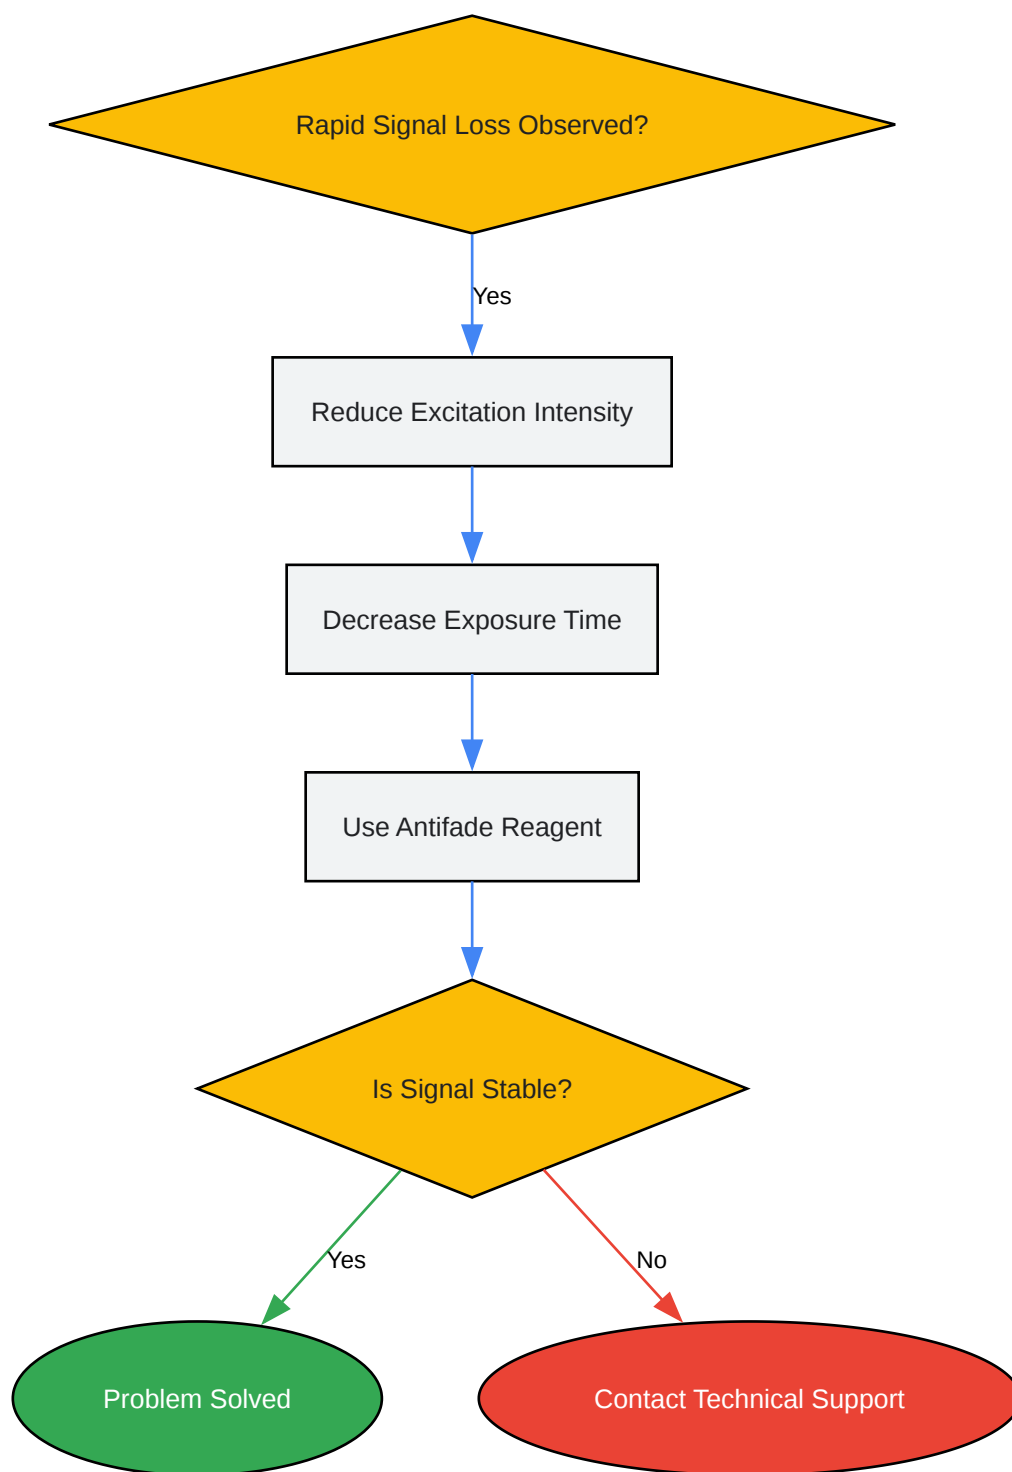 Rapid Signal Loss Observed?
Yes
Reduce Excitation Intensity
Decrease Exposure Time
Use Antifade Reagent
Is Signal Stable?
Yes
No
Problem Solved
Contact Technical Support